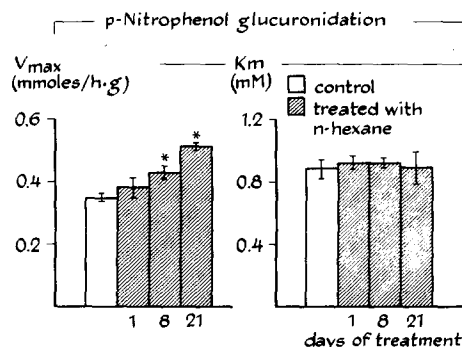 p-Nitrophenol glucuronidation
Vmax
(mmoles/h·g)
Km
(mM)
control
treated with
n-hexane
0.6
0.4
0.2
* *
1 8 21
1.2
0.8
0.4
1 8 21
days of treatment